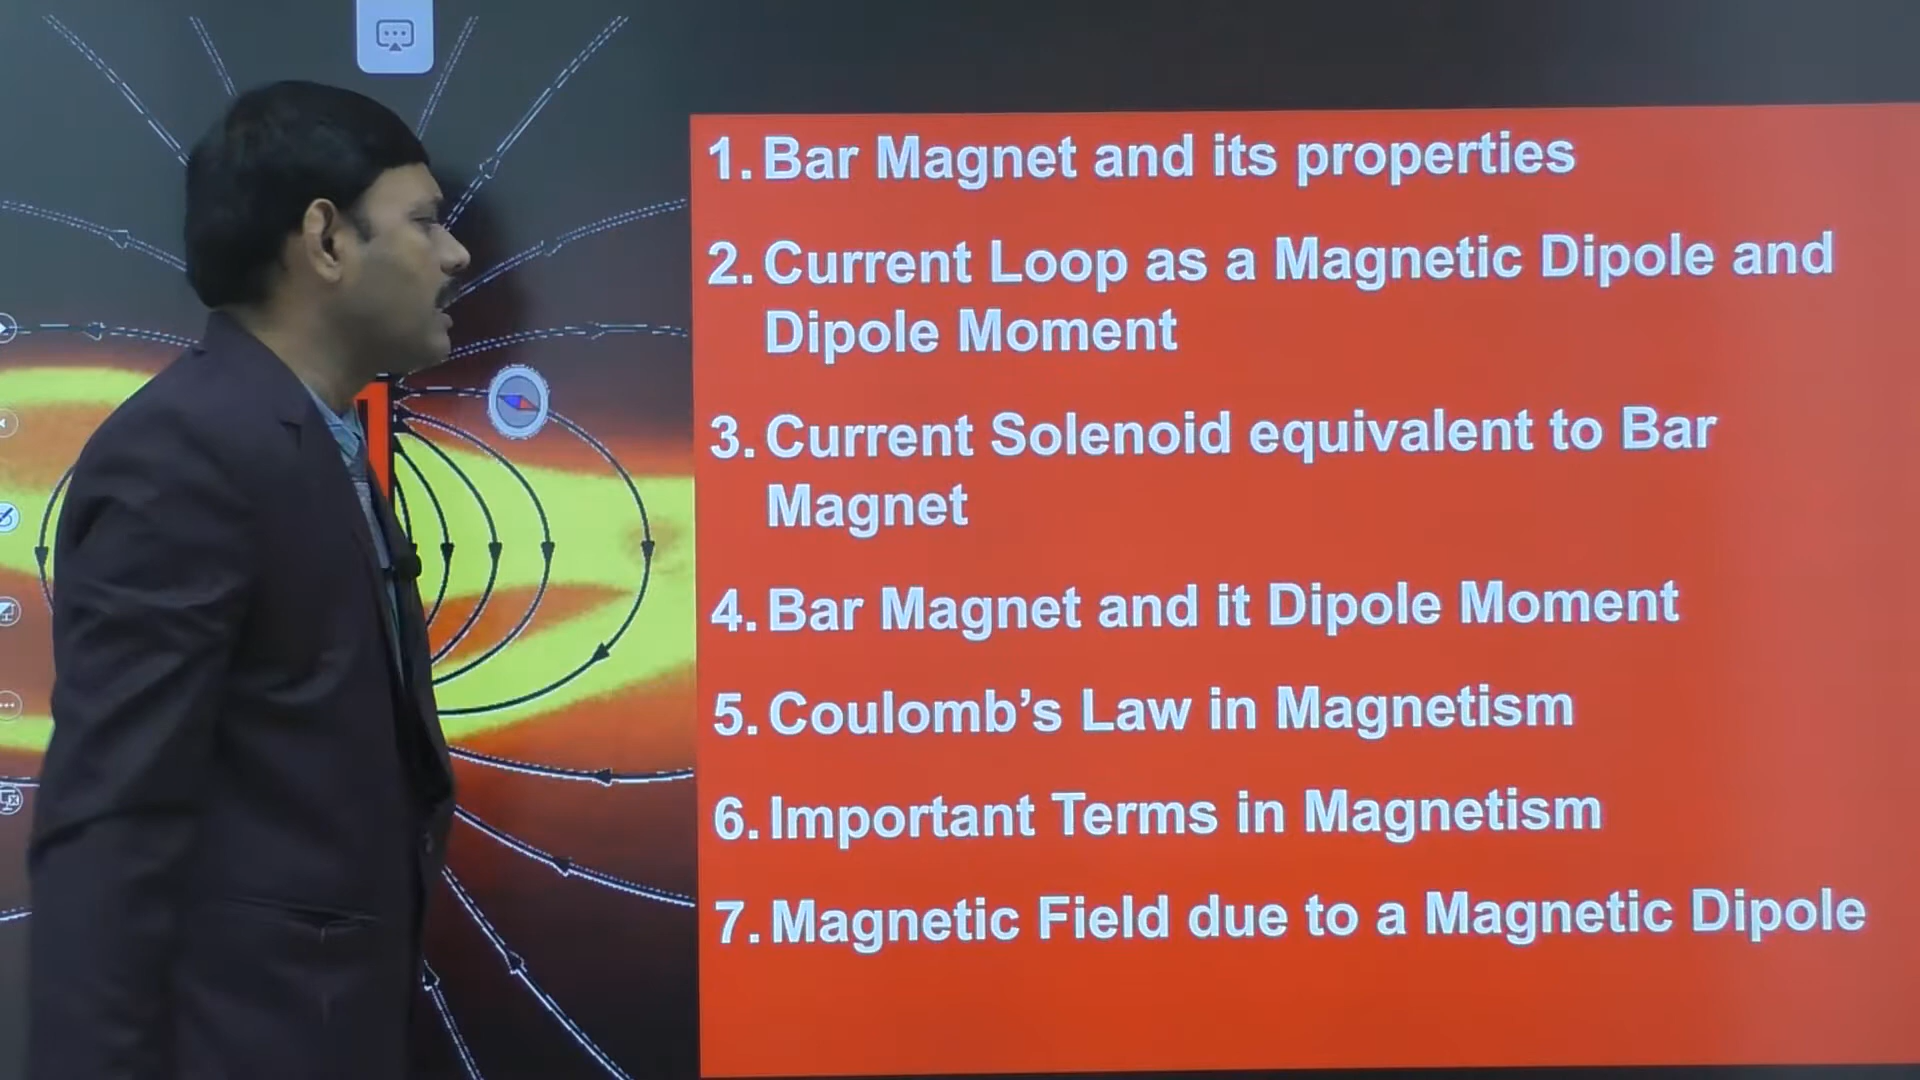 1. Bar Magnet and its properties
2. Current Loop as a Magnetic Dipole and
Dipole Moment
3. Current Solenoid equivalent to Bar
Magnet
4. Bar Magnet and it Dipole Moment
5. Coulomb’s Law in Magnetism
6. Important Terms in Magnetism
7. Magnetic Field due to a Magnetic Dipole